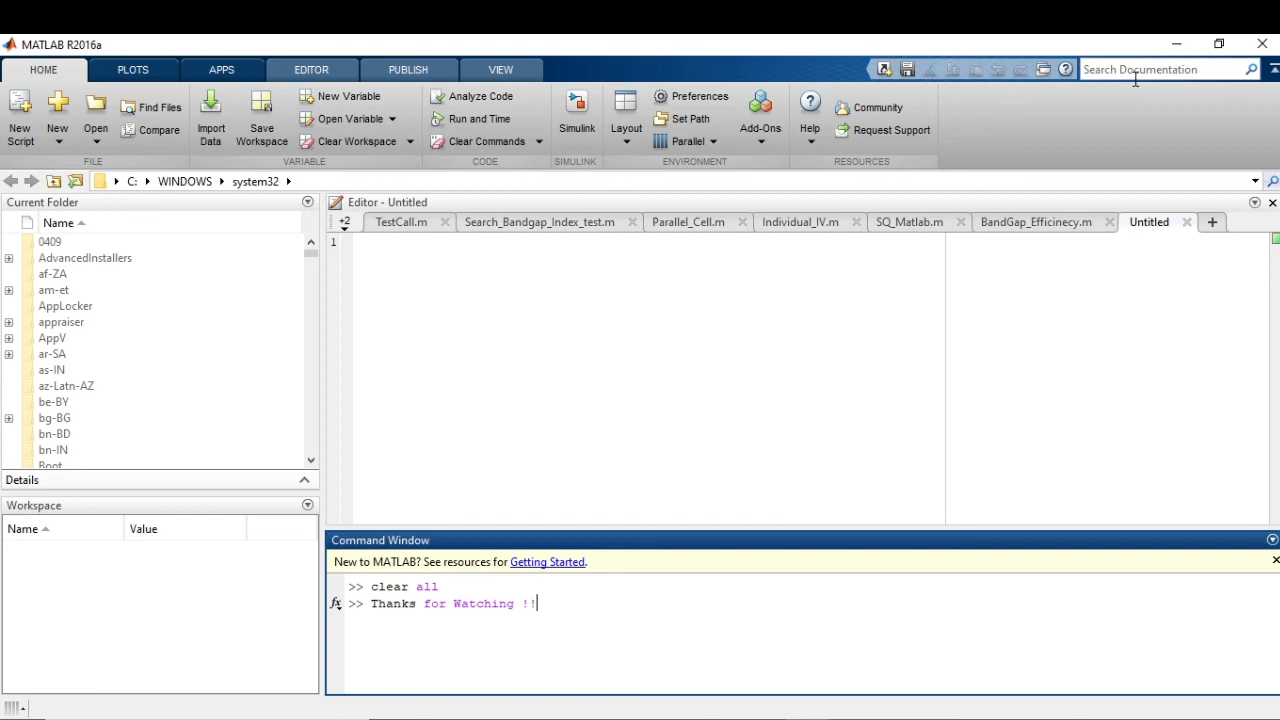 MATLAB R2016a
HOME PLOTS APPS EDITOR PUBLISH VIEW Search Documentation
New Script
New
Open
Find Files
Compare
FILE
Import Data
Save Workspace
New Variable
Open Variable
Clear Workspace
VARIABLE
Analyze Code
Run and Time
Clear Commands
CODE
Simulink
SIMULINK
Layout
Preferences
Set Path
Parallel
Add-Ons
ENVIRONMENT
Help
Community
Request Support
RESOURCES
C: WINDOWS system32
Current Folder
Name
0409
AdvancedInstallers
af-ZA
am-et
AppLocker
appraiser
AppV
ar-SA
as-IN
az-Latn-AZ
be-BY
bg-BG
bn-BD
bn-IN
Boot
Details
Workspace
Name Value
Editor - Untitled
+2 TestCall.m Search_Bandgap_Index_test.m Parallel_Cell.m Individual_IV.m SQ_Matlab.m BandGap_Efficinecy.m Untitled
1
Command Window
New to MATLAB? See resources for Getting Started.
>> clear all
fx >> Thanks for Watching !!